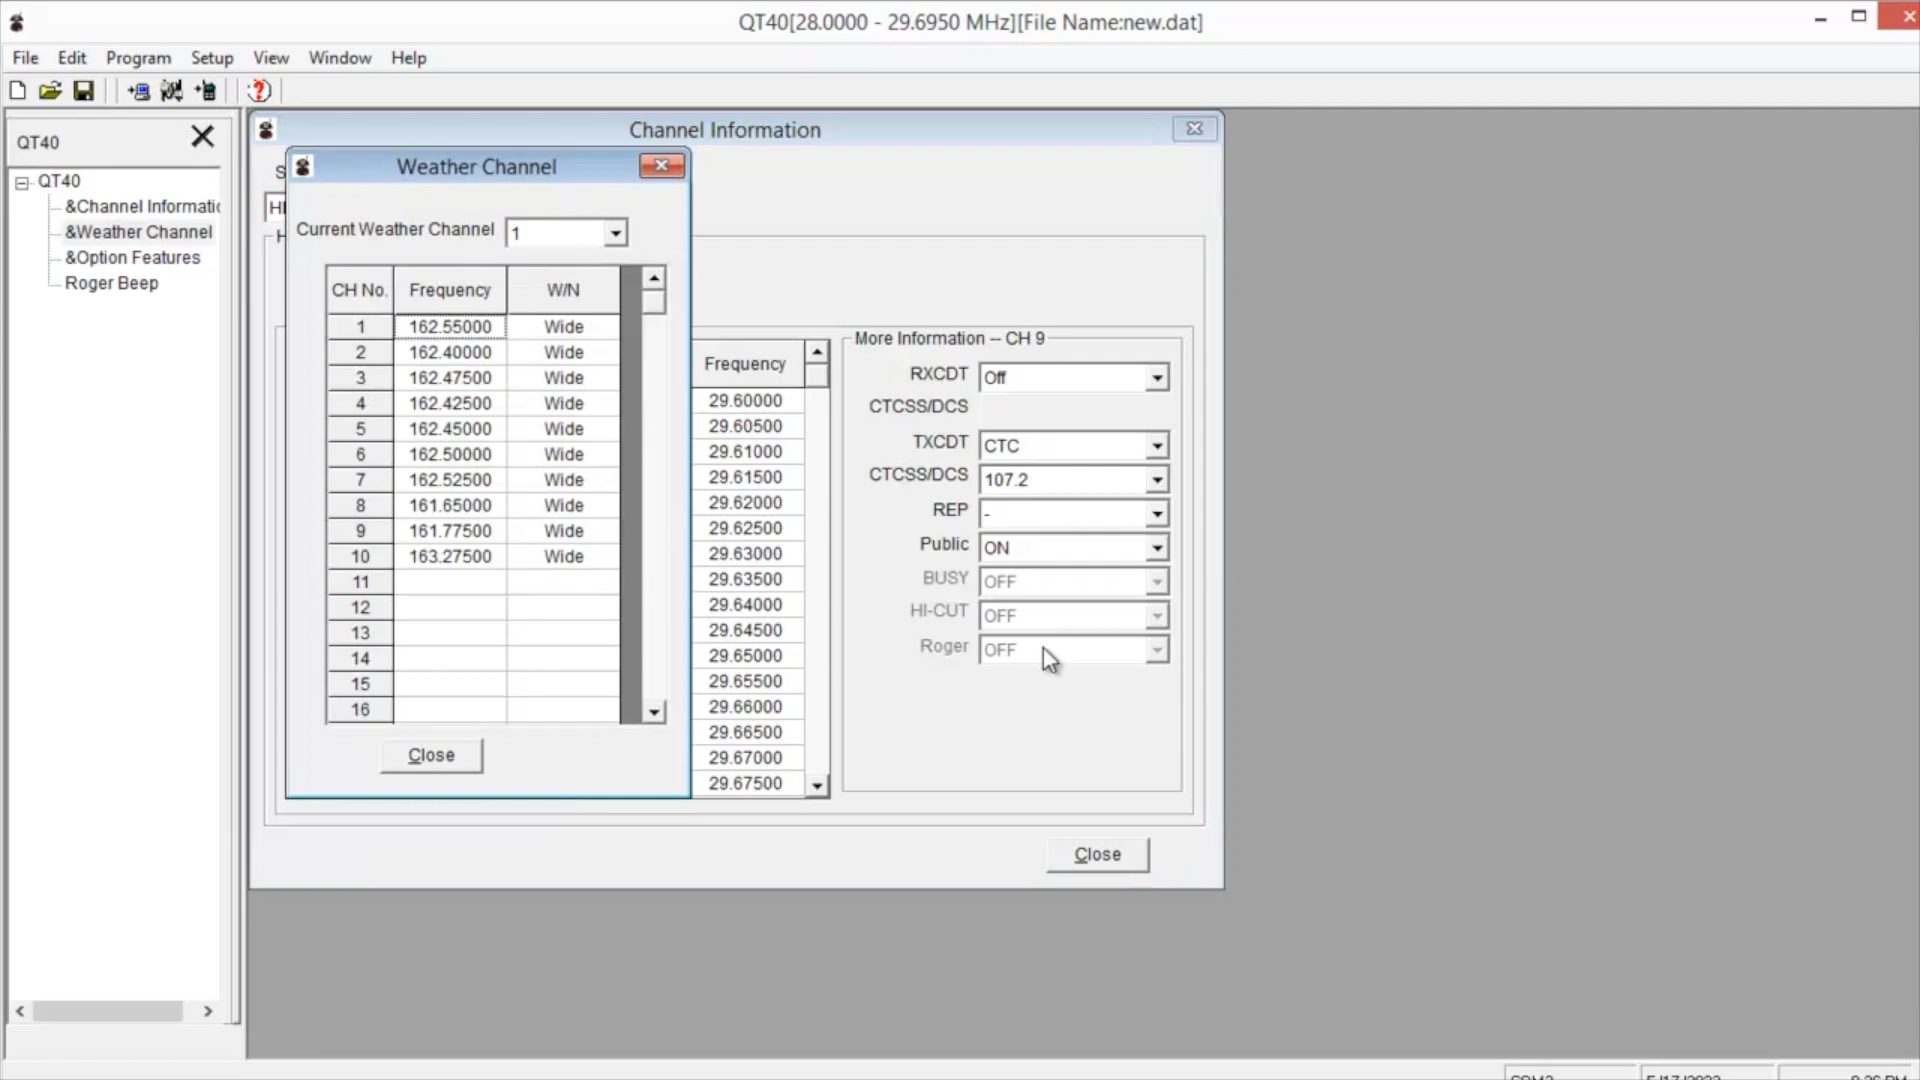 QT40[28.0000 - 29.6950 MHz][File Name:new.dat]
File Edit Program Setup View Window Help
QT40
QT40
&Channel Informatic
&Weather Channel
&Option Features
Roger Beep
Channel Information
Weather Channel
Current Weather Channel 1
CH No. Frequency W/N
1 162.55000 Wide
2 162.40000 Wide
3 162.47500 Wide
4 162.42500 Wide
5 162.45000 Wide
6 162.50000 Wide
7 162.52500 Wide
8 161.65000 Wide
9 161.77500 Wide
10 163.27500 Wide
11
12
13
14
15
16
Close
Frequency
29.60000
29.60500
29.61000
29.61500
29.62000
29.62500
29.63000
29.63500
29.64000
29.64500
29.65000
29.65500
29.66000
29.66500
29.67000
29.67500
More Information -- CH 9
RXCDT Off
CTCSS/DCS
TXCDT CTC
CTCSS/DCS 107.2
REP -
Public ON
BUSY OFF
HI-CUT OFF
Roger OFF
Close